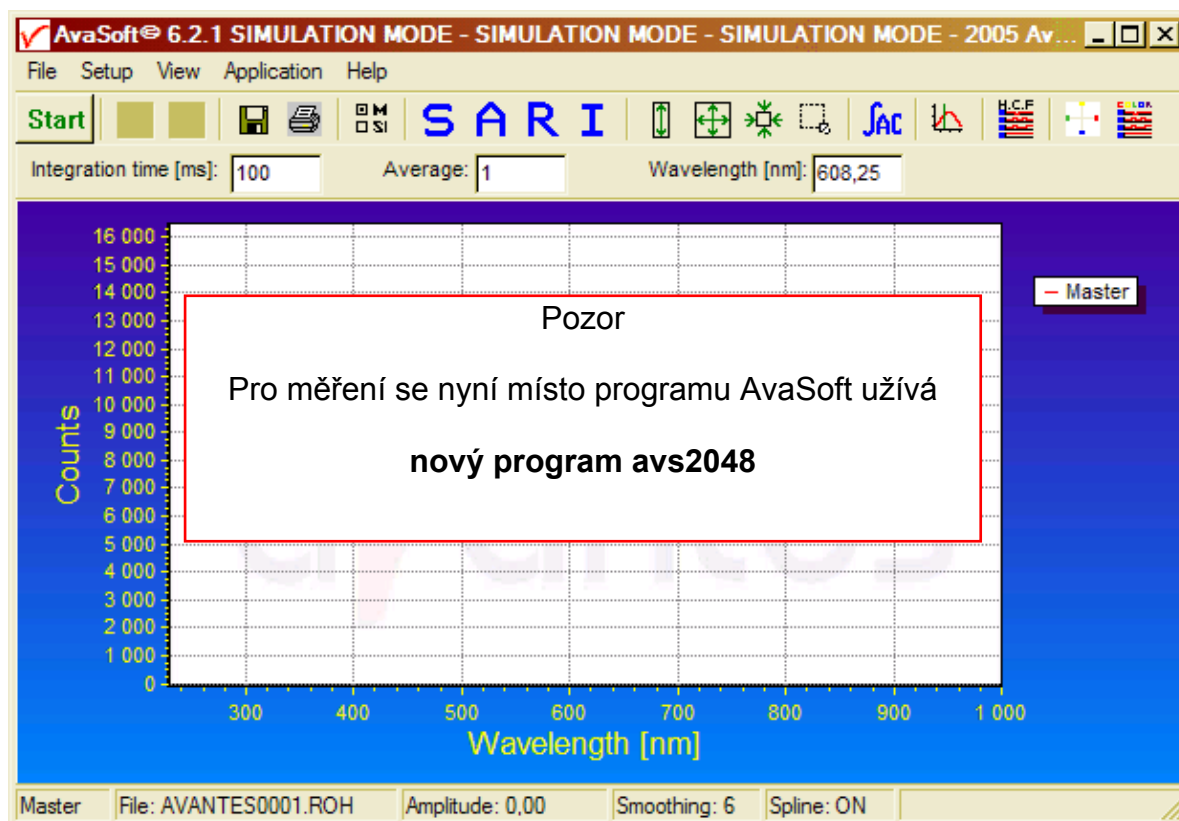 AvaSoft® 6.2.1 SIMULATION MODE - SIMULATION MODE - SIMULATION MODE - 2005 Av...
File Setup View Application Help
Start S A R I ∫AC H.C.F COLOR
Integration time [ms]: 100 Average: 1 Wavelength [nm]: 608,25
16 000
15 000
14 000
13 000
12 000
11 000
10 000
9 000
8 000
7 000
6 000
5 000
4 000
3 000
2 000
1 000
0
Counts
Master
Pozor
Pro měření se nyní místo programu AvaSoft užívá
nový program avs2048
300 400 500 600 700 800 900 1 000
Wavelength [nm]
Master File: AVANTES0001.ROH Amplitude: 0,00 Smoothing: 6 Spline: ON